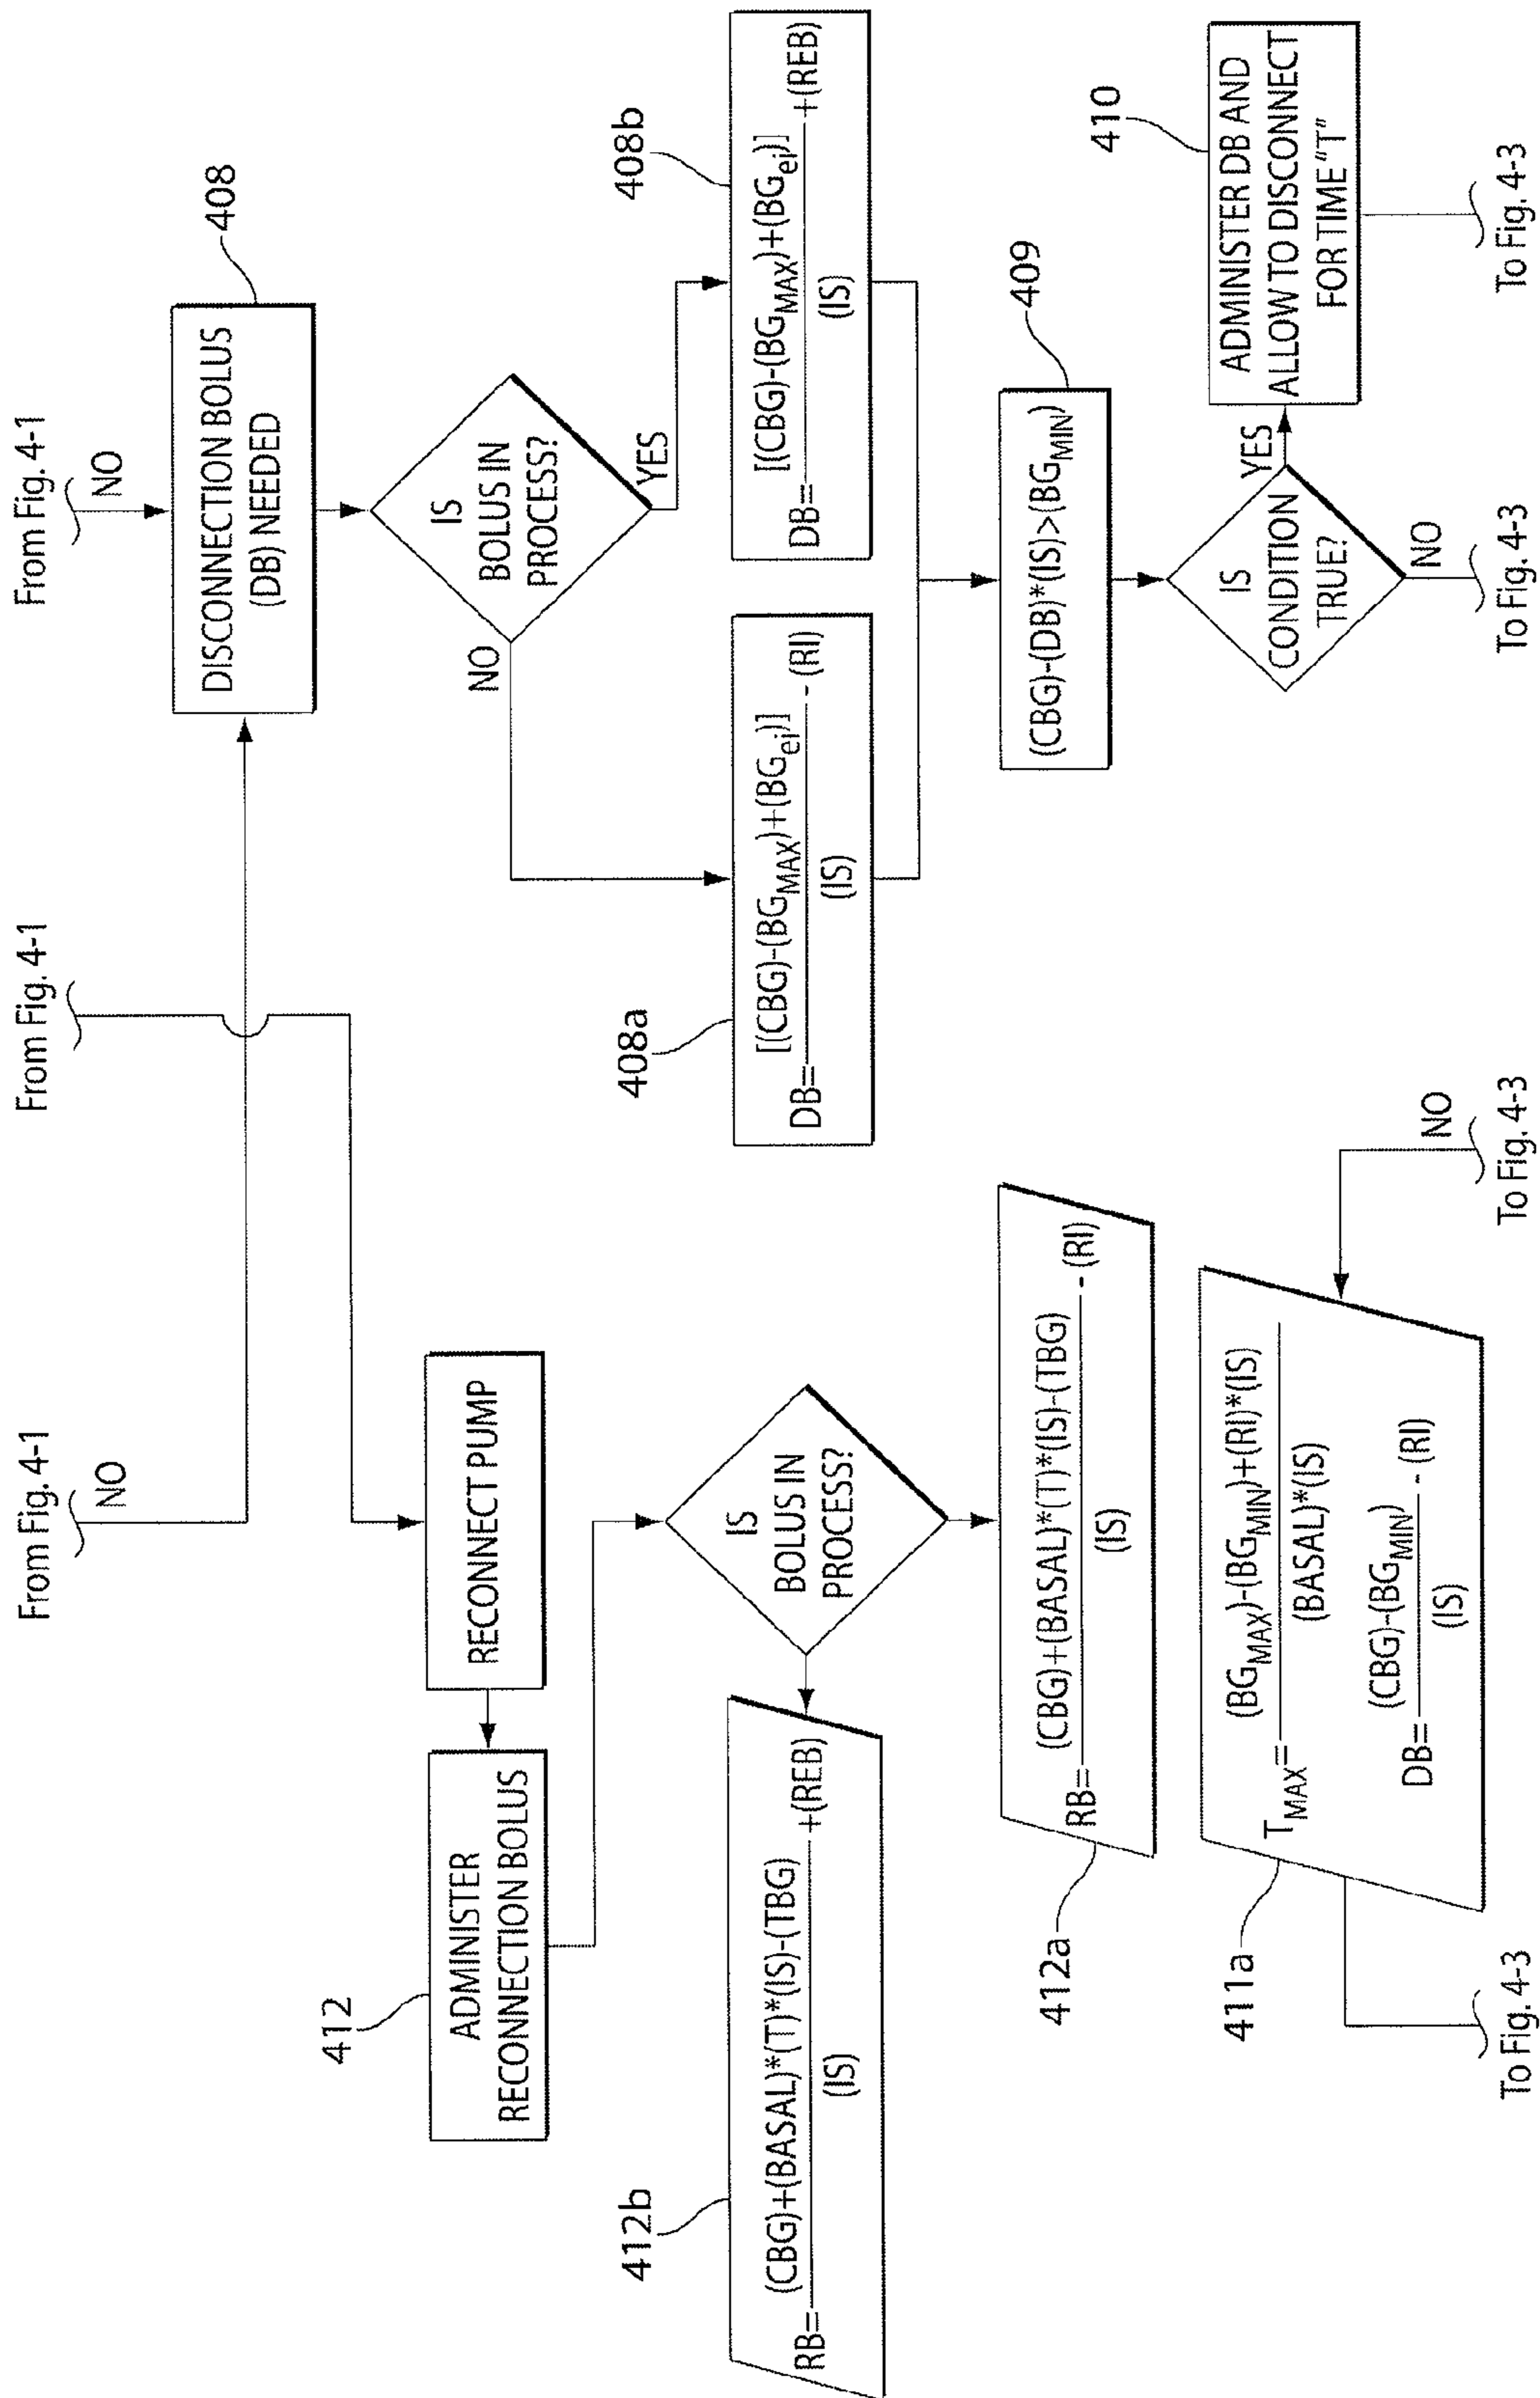 From Fig. 4-1
NO
From Fig. 4-1
From Fig. 4-1
NO
DISCONNECTION BOLUS
(DB) NEEDED
408
RECONNECT PUMP
412
ADMINISTER
RECONNECTION BOLUS
IS
BOLUS IN
PROCESS?
NO
YES
408a
DB= [(CBG)-(BG_MAX)+(BG_ei)]
(IS)
- (RI)
408b
DB= [(CBG)-(BG_MAX)+(BG_ei)]
(IS)
+(REB)
IS
BOLUS IN
PROCESS?
412b
RB= (CBG)+(BASAL)*(T)*(IS)-(TBG)
(IS)
+(REB)
412a
RB= (CBG)+(BASAL)*(T)*(IS)-(TBG)
(IS)
- (RI)
409
(CBG)-(DB)*(IS)>(BG_MIN)
IS
CONDITION
TRUE?
YES
NO
410
ADMINISTER DB AND
ALLOW TO DISCONNECT
FOR TIME "T"
411a
T_MAX= (BG_MAX)-(BG_MIN)+(RI)*(IS)
(BASAL)*(IS)
DB= (CBG)-(BG_MIN)
(IS)
- (RI)
NO
To Fig. 4-3
To Fig. 4-3
To Fig. 4-3
To Fig. 4-3